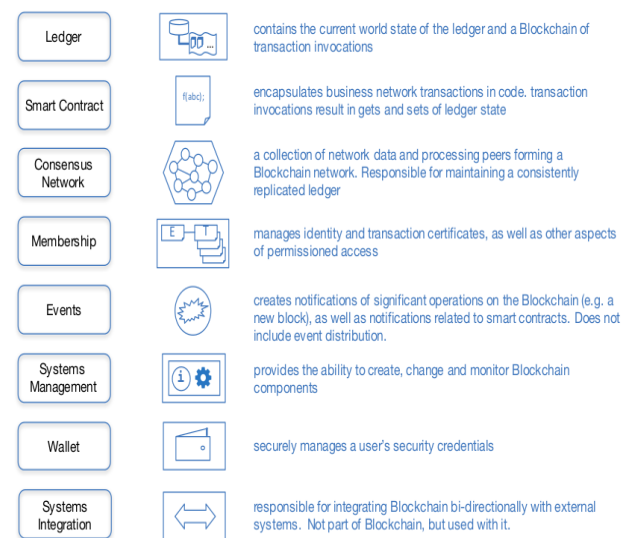 Ledger
contains the current world state of the ledger and a Blockchain of
transaction invocations
Smart Contract
f(abc);
encapsulates business network transactions in code. transaction
invocations result in gets and sets of ledger state
Consensus
Network
a collection of network data and processing peers forming a
Blockchain network. Responsible for maintaining a consistently
replicated ledger
Membership
E
T
manages identity and transaction certificates, as well as other aspects
of permissioned access
Events
creates notifications of significant operations on the Blockchain (e.g. a
new block), as well as notifications related to smart contracts. Does not
include event distribution.
Systems
Management
i
provides the ability to create, change and monitor Blockchain
components
Wallet
securely manages a user's security credentials
Systems
Integration
responsible for integrating Blockchain bi-directionally with external
systems. Not part of Blockchain, but used with it.